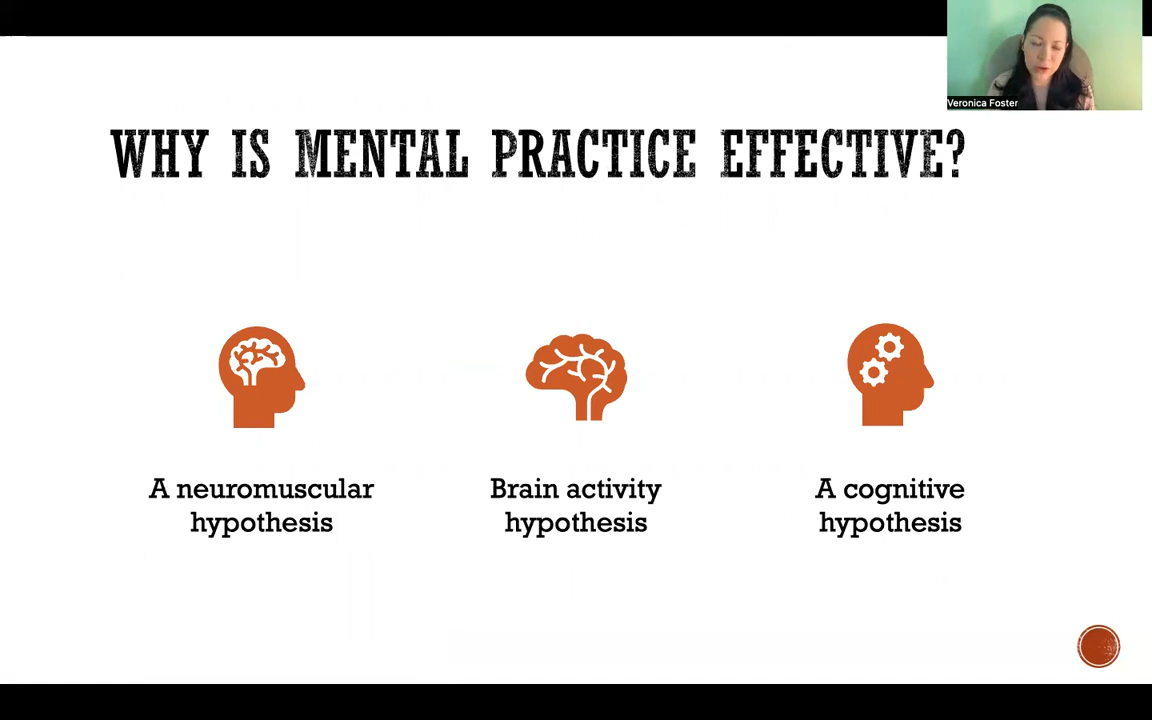 Veronica Foster
WHY IS MENTAL PRACTICE EFFECTIVE?
A neuromuscular
hypothesis
Brain activity
hypothesis
A cognitive
hypothesis